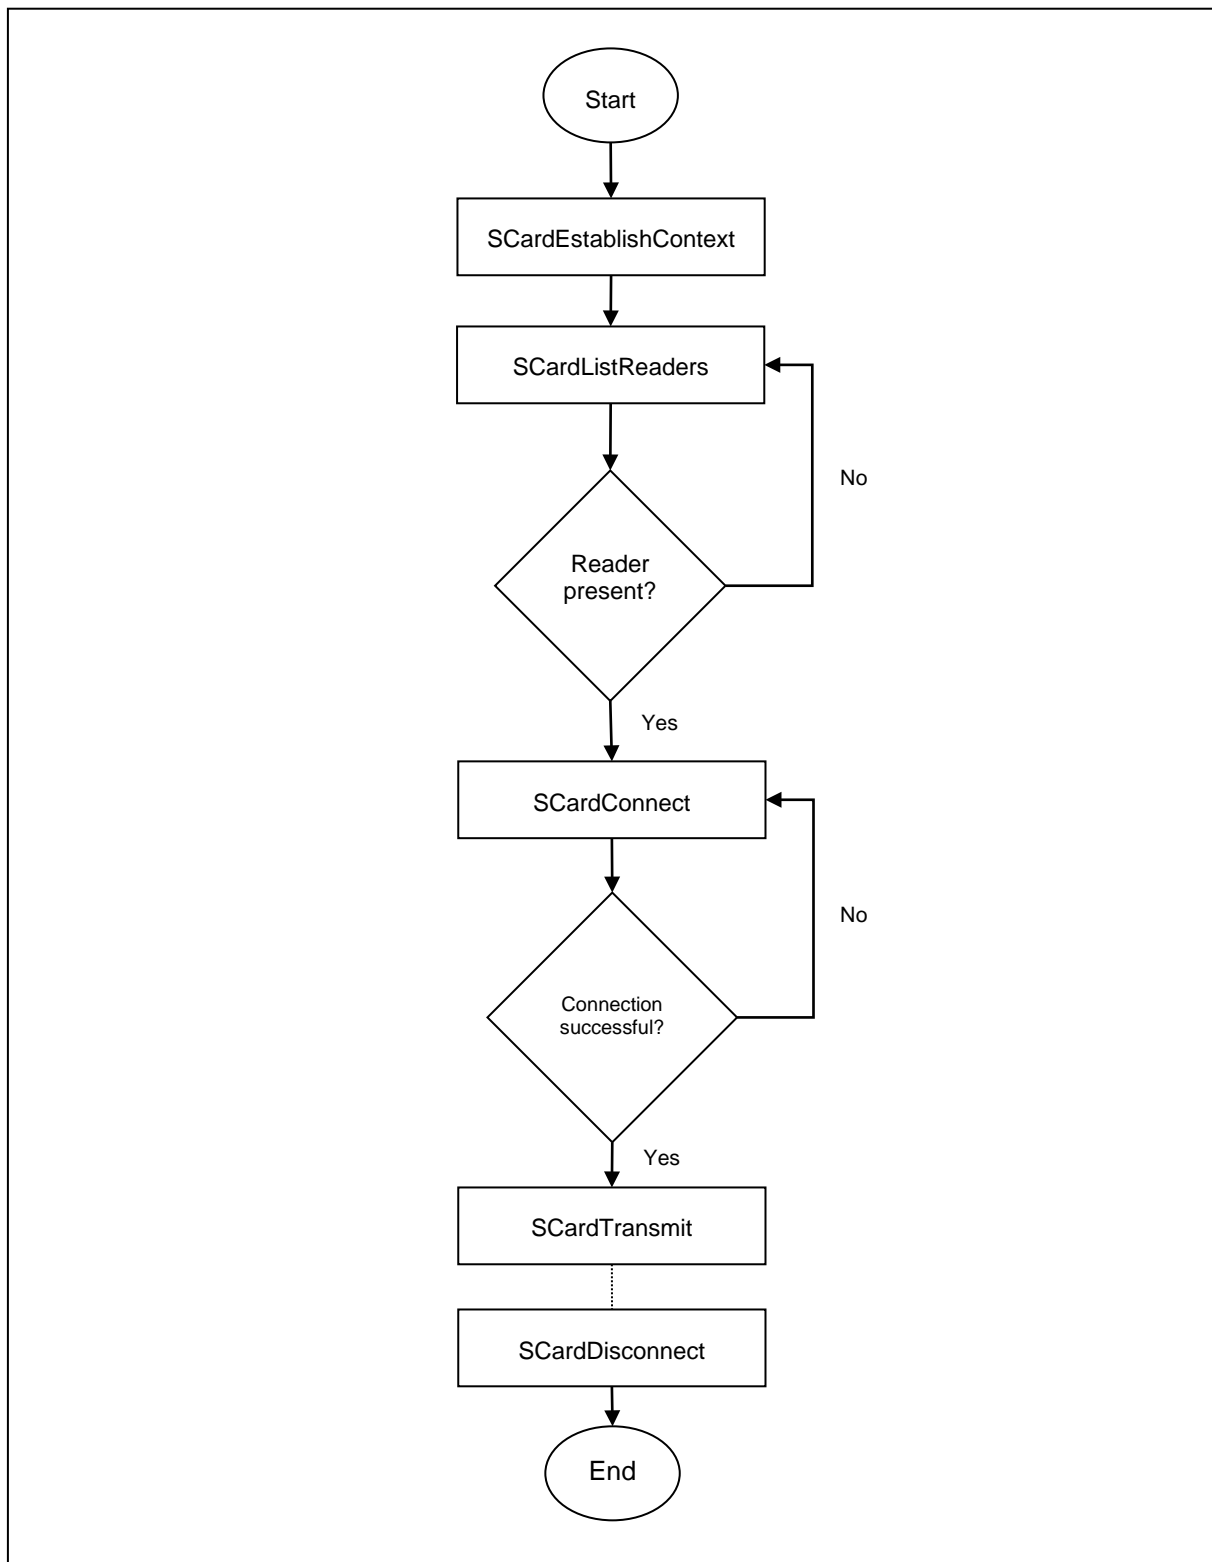 Start
SCardEstablishContext
SCardListReaders
No
Reader
present?
Yes
SCardConnect
No
Connection
successful?
Yes
SCardTransmit
SCardDisconnect
End